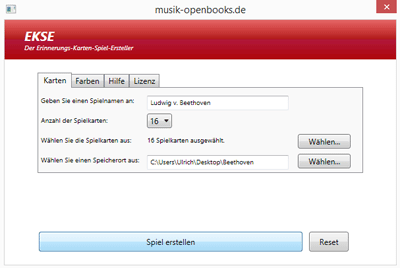 musik-openbooks.de
EKSE
Der Erinnerungs-Karten-Spiel-Ersteller
Karten Farben Hilfe Lizenz
Geben Sie einen Spielnamen an: Ludwig v. Beethoven
Anzahl der Spielkarten: 16
Wählen Sie die Spielkarten aus: 16 Spielkarten ausgewählt. Wählen...
Wählen Sie einen Speicherort aus: C:\Users\Ulrich\Desktop\Beethoven Wählen...
Spiel erstellen Reset